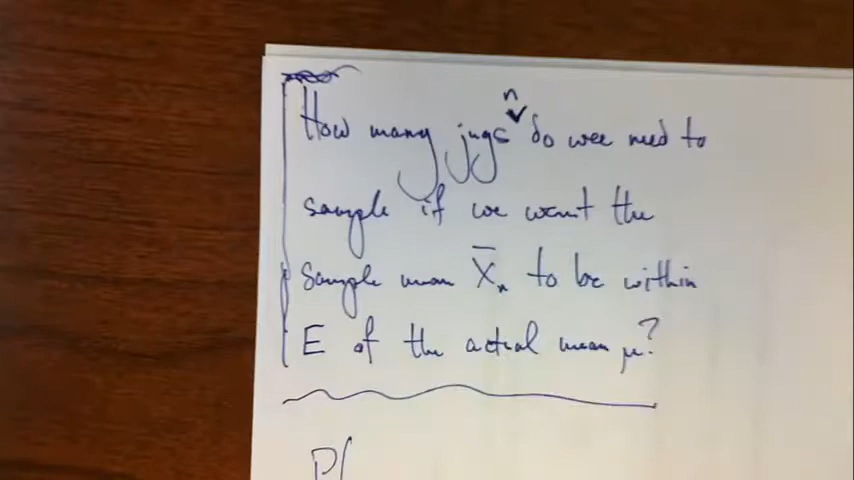 How many jugs n do wee need to
sample if we want the
sample mean X̄ₙ to be within
E of the actual mean μ?
P(